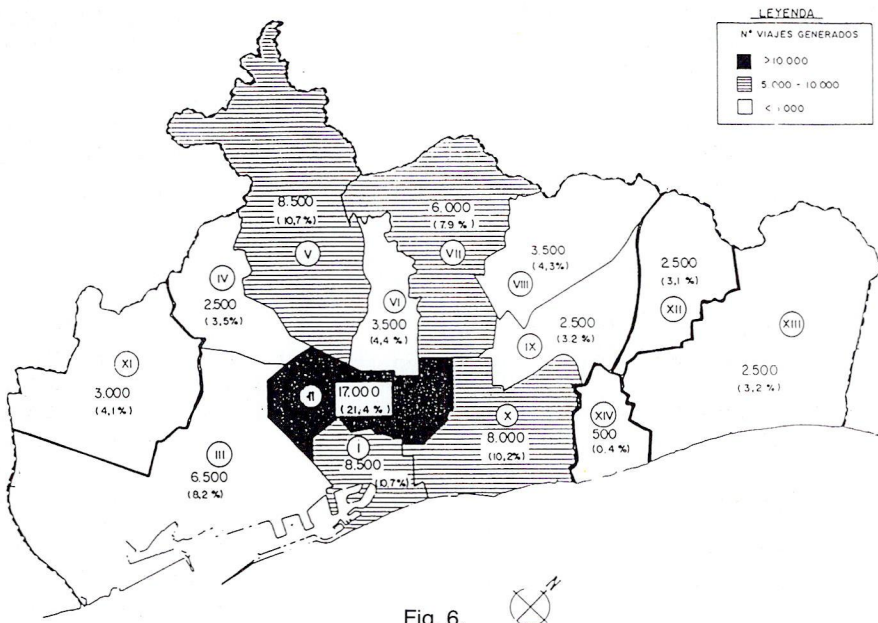 LEYENDA
Nº VIAJES GENERADOS
>10.000
5.000 - 10.000
8.500
(10,7%)
V
6.000
(7.9 %)
VII
3.500
(4,3%)
VIII
2.500
(3,1 %)
XII
IV
2.500
(3,5%)
VI
3.500
(4,4 %)
2.500
(3.2 %)
IX
XIII
2.500
(3,2 %)
XI
3.000
(4,1%)
II
17.000
(21,4 %)
X
8.000
(10,2%)
XIV
500
(0,4 %)
III
6.500
(8,2 %)
I
8.500
(10.7%)
N
Fig. 6.